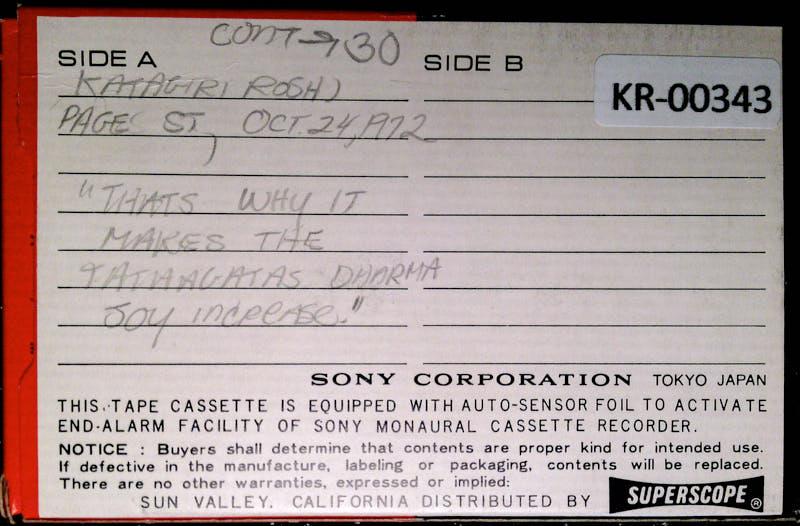 CONT → 30
SIDE A
SIDE B
KATAGIRI ROSHI
KR-00343
PAGE ST, OCT. 24, 1972
"THATS WHY IT
MAKES THE
TATHAGATAS DHARMA
JOY INCREASE."
SONY CORPORATION TOKYO JAPAN
THIS TAPE CASSETTE IS EQUIPPED WITH AUTO-SENSOR FOIL TO ACTIVATE
END-ALARM FACILITY OF SONY MONAURAL CASSETTE RECORDER.
NOTICE : Buyers shall determine that contents are proper kind for intended use.
If defective in the manufacture, labeling or packaging, contents will be replaced.
There are no other warranties, expressed or implied:
SUN VALLEY, CALIFORNIA DISTRIBUTED BY SUPERSCOPE®